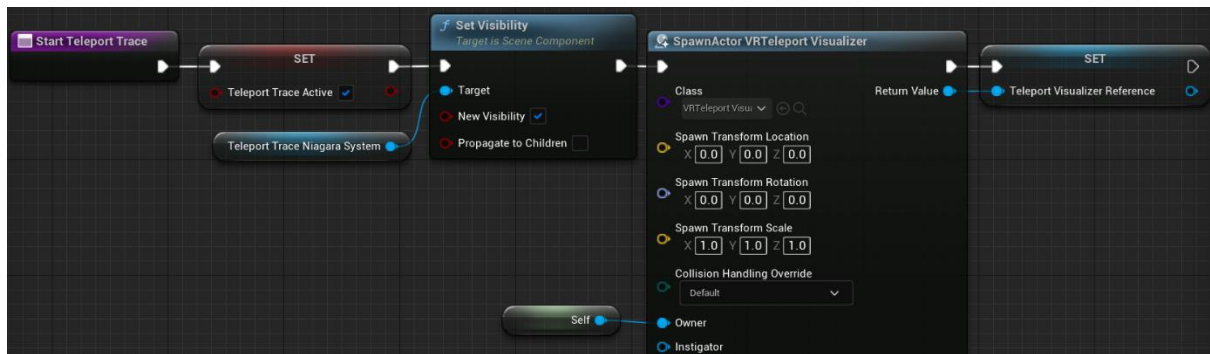 Start Teleport Trace
SET
Teleport Trace Active
Teleport Trace Niagara System
f Set Visibility
Target is Scene Component
Target
New Visibility
Propagate to Children
SpawnActor VRTeleport Visualizer
Class
VRTeleport Visu
Return Value
Spawn Transform Location
X 0.0 Y 0.0 Z 0.0
Spawn Transform Rotation
X 0.0 Y 0.0 Z 0.0
Spawn Transform Scale
X 1.0 Y 1.0 Z 1.0
Collision Handling Override
Default
Self
Owner
Instigator
SET
Teleport Visualizer Reference